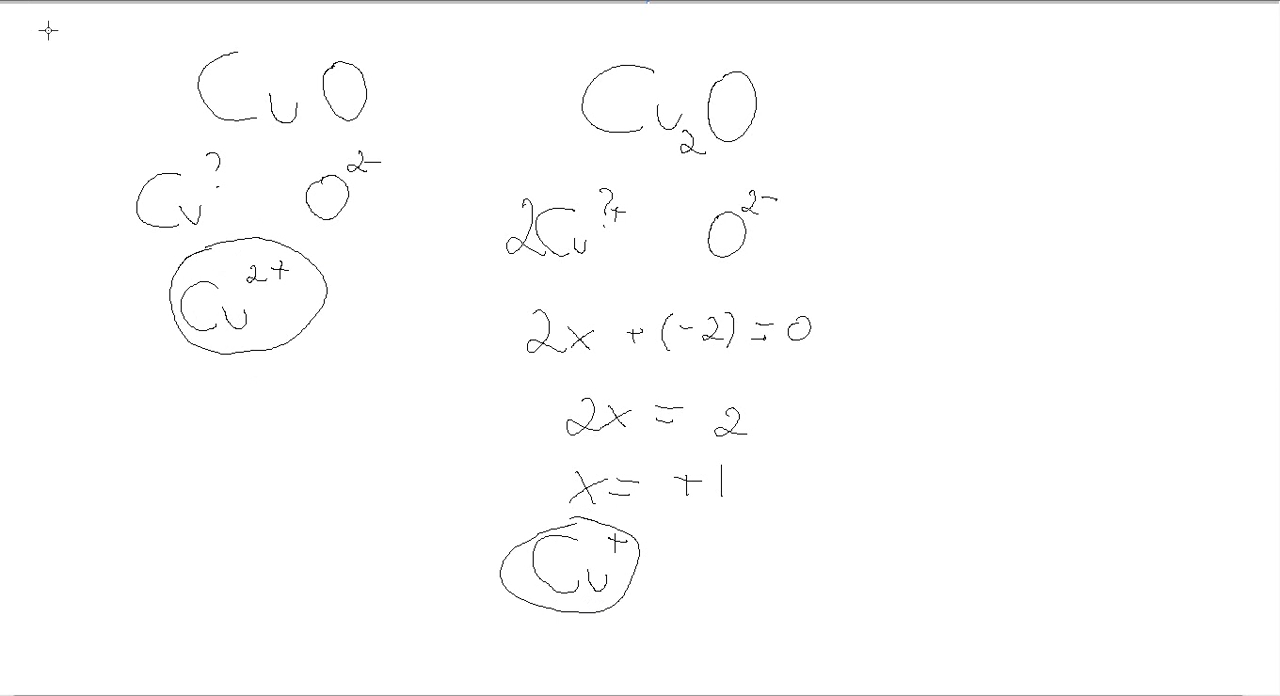 CuO
Cu? O2-
Cu2+
Cu2O
2Cu?+ O2-
2x + (-2) = 0
2x = 2
x = +1
Cu+